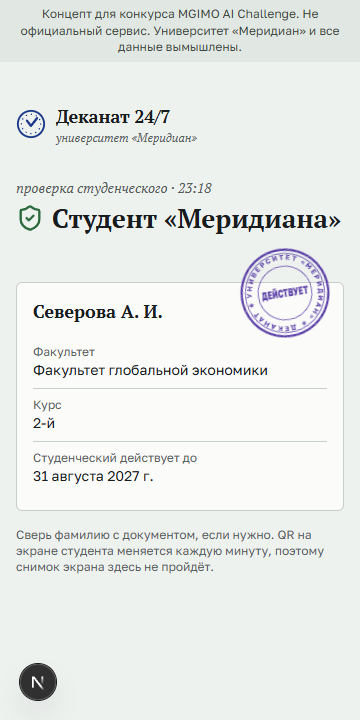 Концепт для конкурса MGIMO AI Challenge. Не
официальный сервис. Университет «Меридиан» и все
данные вымышлены.
Деканат 24/7
университет «Меридиан»
проверка студенческого · 23:18
Студент «Меридиана»
УНИВЕРСИТЕТ «МЕРИДИАН» ★ ДЕКАНАТ ★
ДЕЙСТВУЕТ
Северова А. И.
Факультет
Факультет глобальной экономики
Курс
2-й
Студенческий действует до
31 августа 2027 г.
Сверь фамилию с документом, если нужно. QR на
экране студента меняется каждую минуту, поэтому
снимок экрана здесь не пройдёт.
N